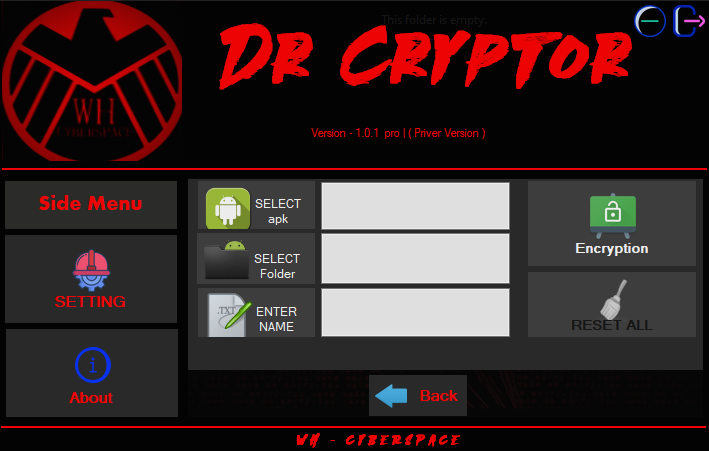 This folder is empty.
DR CRYPTOR
WH
CYBERSPACE
Version - 1.0.1 pro | ( Priver Version )
Side Menu
SETTING
About
SELECT
apk
SELECT
Folder
.TXT
ENTER
NAME
Encryption
RESET ALL
Back
WH - CYBERSPACE